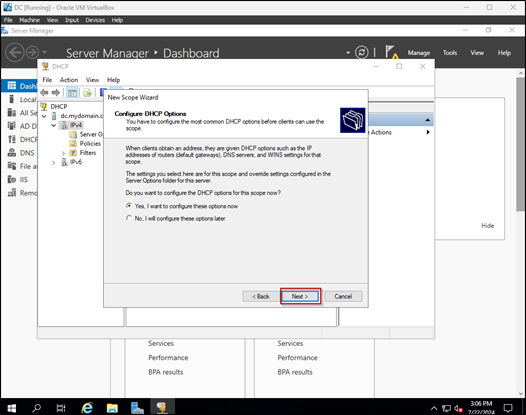 DC [Running] - Oracle VM VirtualBox
File Machine View Input Devices Help
Server Manager
Server Manager • Dashboard
Manage Tools View Help
DHCP
File Action View Help
Local
All Se
AD D
DHCP
DNS
File a
IIS
Remo
DHCP
dc.mydomain.c
IPv4
Server O
Policies
Filters
IPv6
New Scope Wizard
Configure DHCP Options
You have to configure the most common DHCP options before clients can use the
scope.
When clients obtain an address, they are given DHCP options such as the IP
addresses of routers (default gateways), DNS servers, and WINS settings for that
scope.
The settings you select here are for this scope and override settings configured in the
Server Options folder for this server.
Do you want to configure the DHCP options for this scope now?
Yes, I want to configure these options now
No, I will configure these options later
< Back Next > Cancel
e Actions
Hide
Services Services
Performance Performance
BPA results BPA results
3:06 PM
7/22/2024